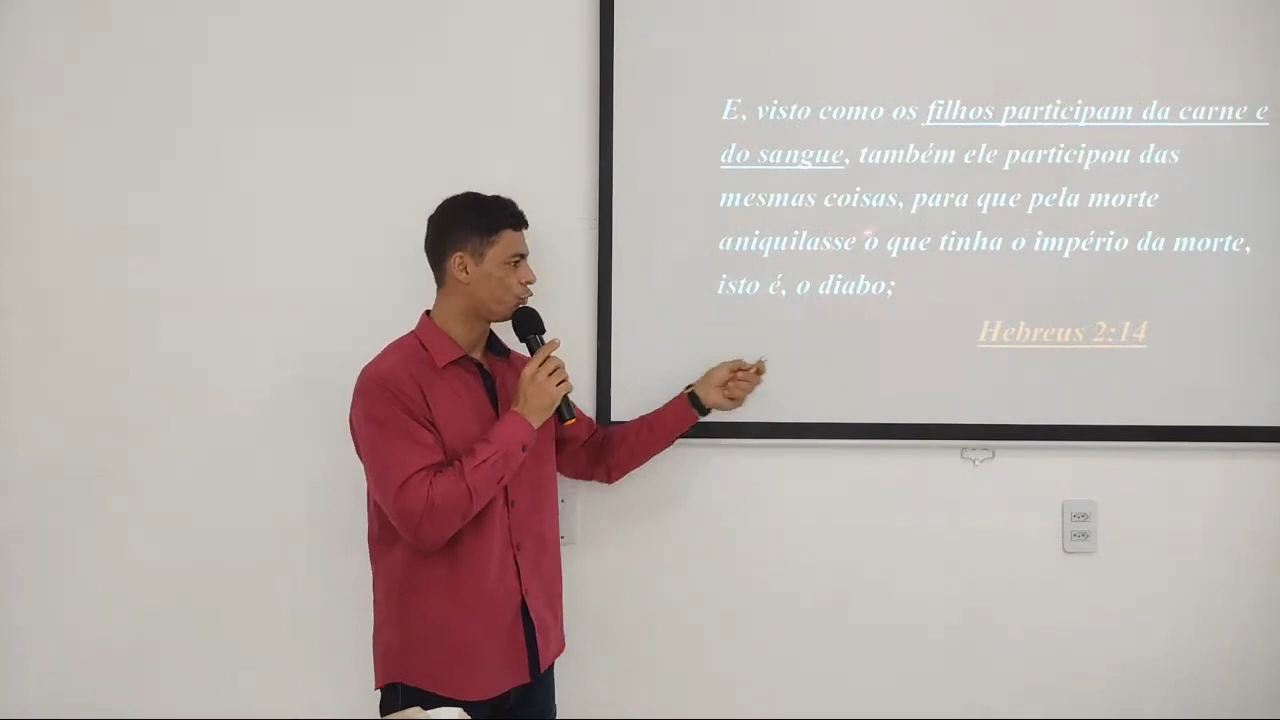 E, visto como os filhos participam da carne e
do sangue, também ele participou das
mesmas coisas, para que pela morte
aniquilasse o que tinha o império da morte,
isto é, o diabo;
Hebreus 2:14